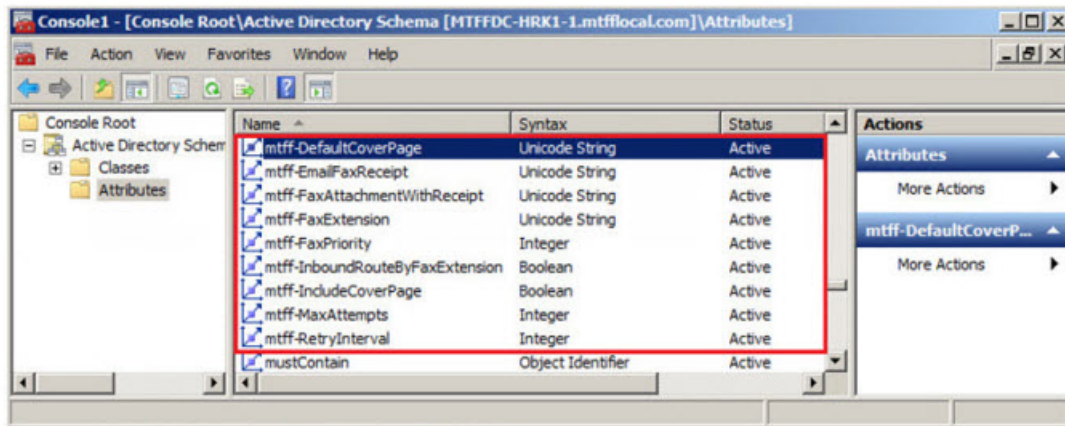 Console1 - [Console Root\Active Directory Schema [MTFFDC-HRK1-1.mtfflocal.com]\Attributes]
File Action View Favorites Window Help
Console Root
Active Directory Schem
Classes
Attributes
Name Syntax Status
mtff-DefaultCoverPage Unicode String Active
mtff-EmailFaxReceipt Unicode String Active
mtff-FaxAttachmentWithReceipt Unicode String Active
mtff-FaxExtension Unicode String Active
mtff-FaxPriority Integer Active
mtff-InboundRouteByFaxExtension Boolean Active
mtff-IncludeCoverPage Boolean Active
mtff-MaxAttempts Integer Active
mtff-RetryInterval Integer Active
mustContain Object Identifier Active
Actions
Attributes
More Actions
mtff-DefaultCoverP...
More Actions